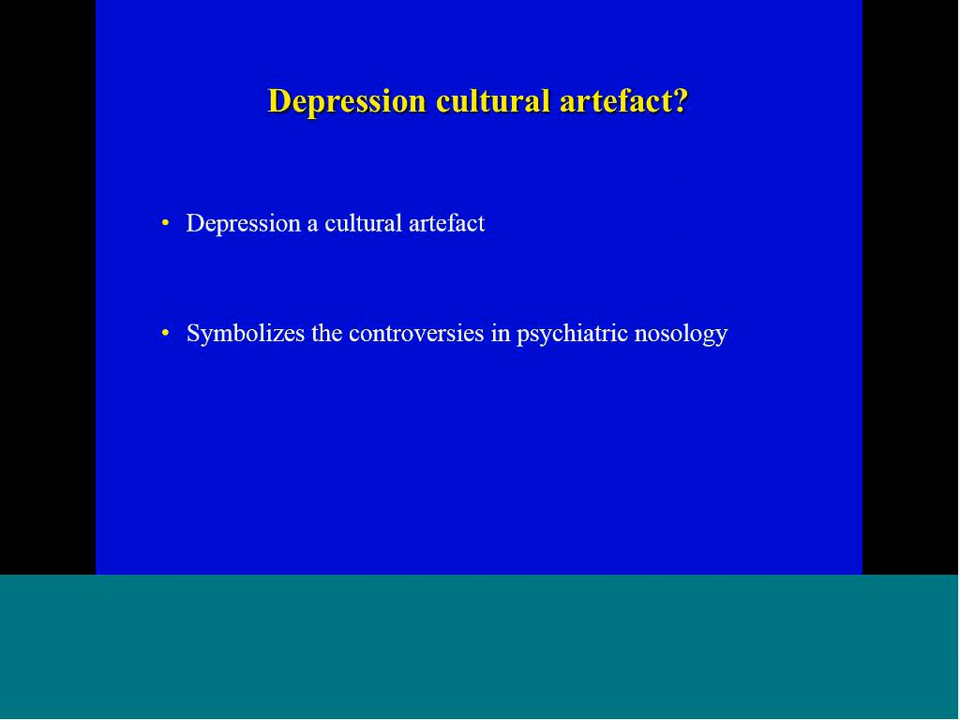 Depression cultural artefact?
• Depression a cultural artefact
• Symbolizes the controversies in psychiatric nosology